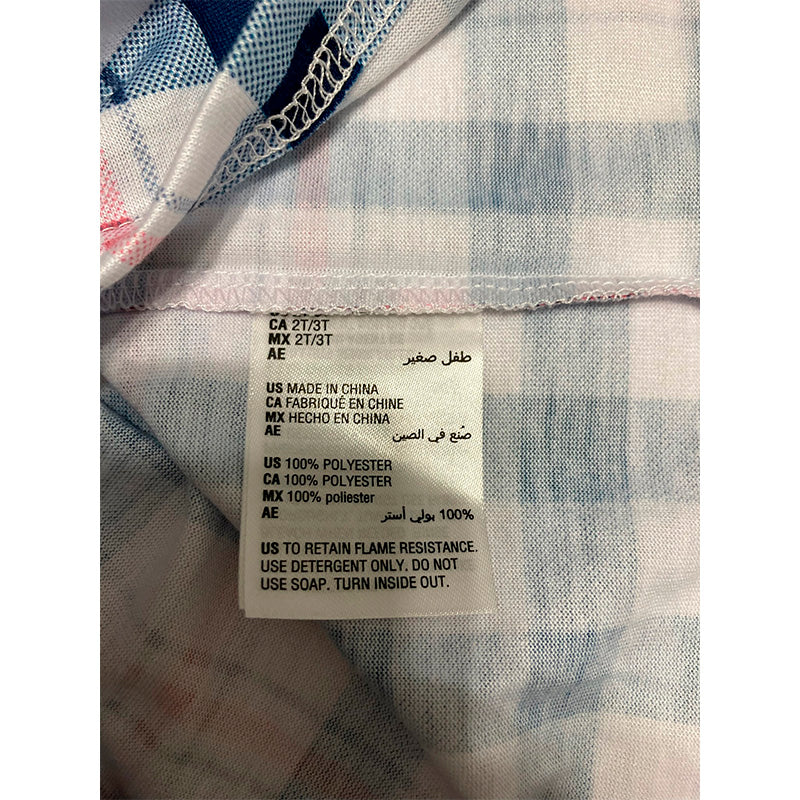 CA 2T/3T
MX 2T/3T
AE طفل صغير
US MADE IN CHINA
CA FABRIQUÉ EN CHINE
MX HECHO EN CHINA
AE صُنع في الصين
US 100% POLYESTER
CA 100% POLYESTER
MX 100% poliester
AE 100% بولي أستر
US TO RETAIN FLAME RESISTANCE.
USE DETERGENT ONLY. DO NOT
USE SOAP. TURN INSIDE OUT.